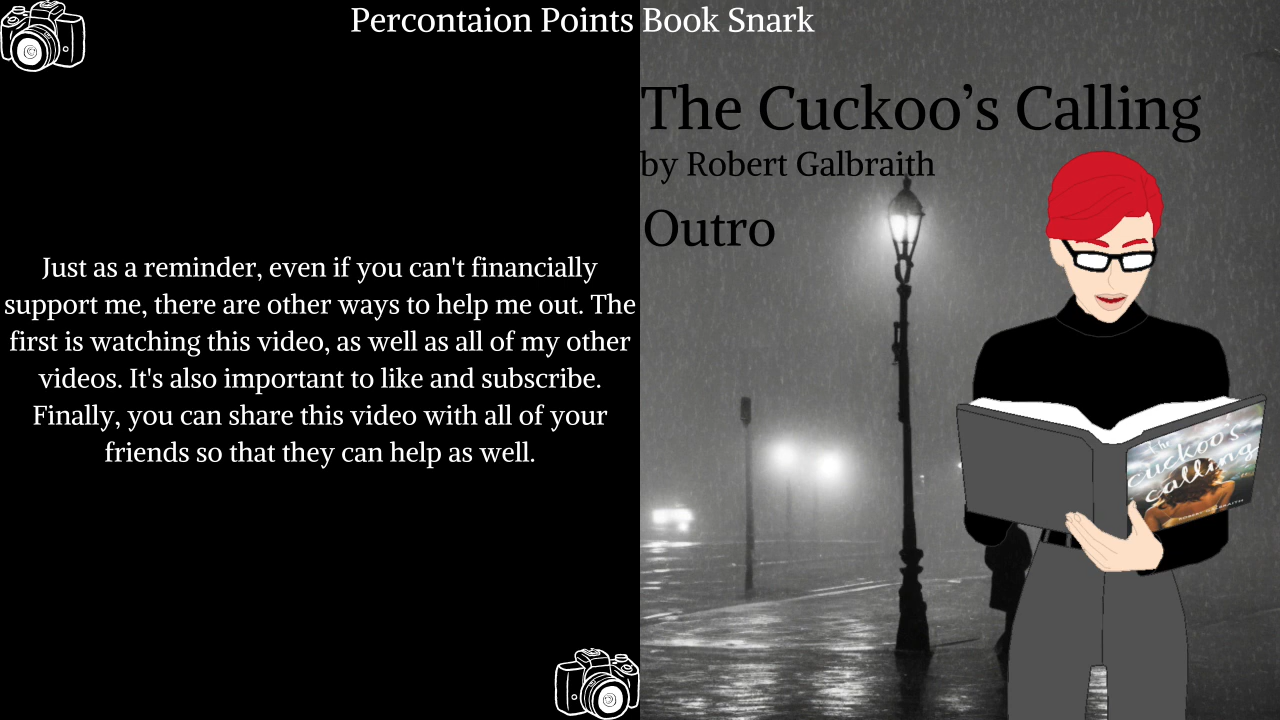 Percontaion Points Book Snark
The Cuckoo's Calling
by Robert Galbraith
Outro
Just as a reminder, even if you can't financially
support me, there are other ways to help me out. The
first is watching this video, as well as all of my other
videos. It's also important to like and subscribe.
Finally, you can share this video with all of your
friends so that they can help as well.
The
cuckoo's
calling
ROBERT GALBRAITH